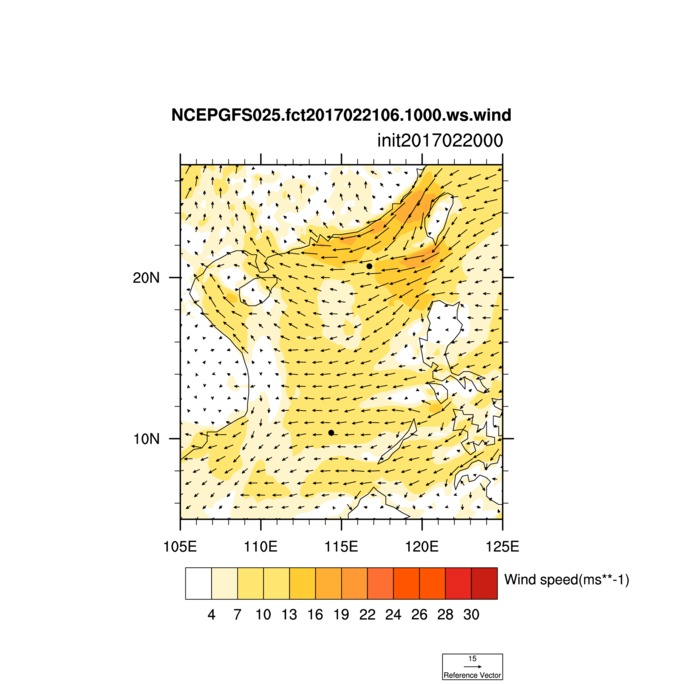 NCEPGFS025.fct2017022106.1000.ws.wind
init2017022000
20N
10N
105E 110E 115E 120E 125E
Wind speed(ms**-1)
4 7 10 13 16 19 22 24 26 28 30
15
Reference Vector